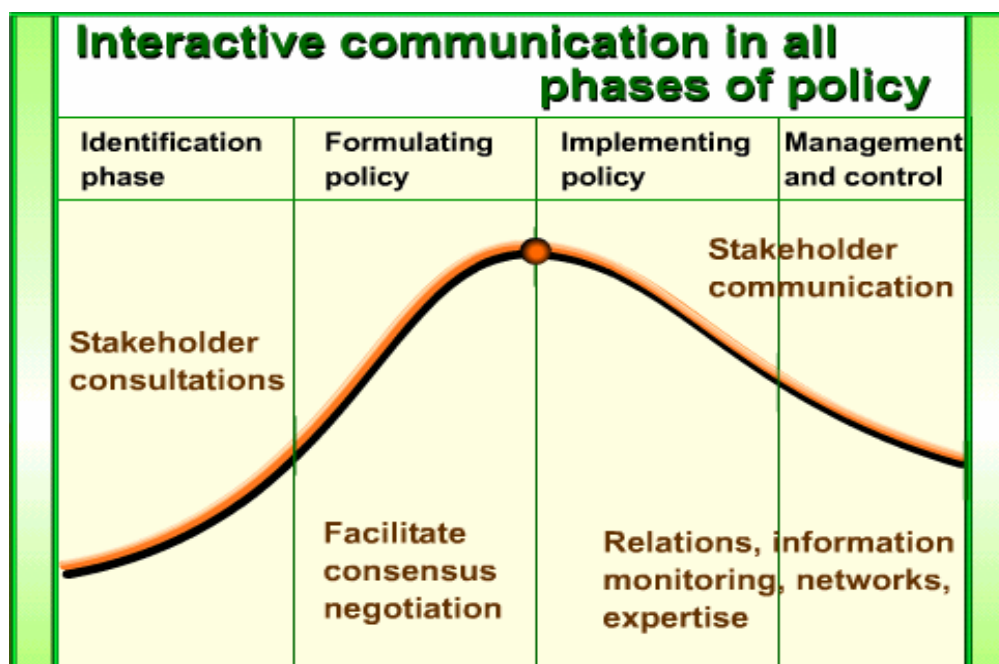 Interactive communication in all
phases of policy
Identification
phase
Formulating
policy
Implementing
policy
Management
and control
Stakeholder
consultations
Facilitate
consensus
negotiation
Stakeholder
communication
Relations, information
monitoring, networks,
expertise